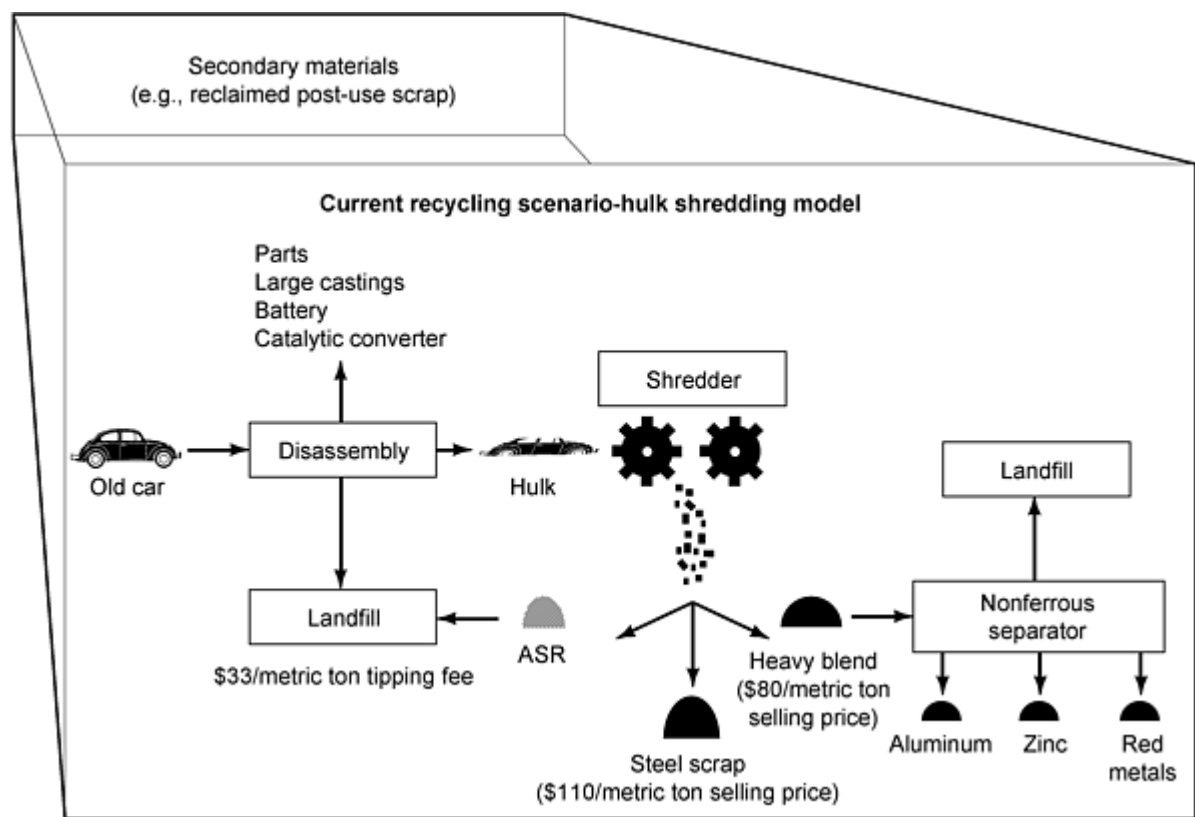 Secondary materials
(e.g., reclaimed post-use scrap)
Current recycling scenario-hulk shredding model
Parts
Large castings
Battery
Catalytic converter
Shredder
Disassembly
Old car
Hulk
Landfill
Landfill
ASR
$33/metric ton tipping fee
Nonferrous
separator
Heavy blend
($80/metric ton
selling price)
Steel scrap
($110/metric ton selling price)
Aluminum
Zinc
Red
metals